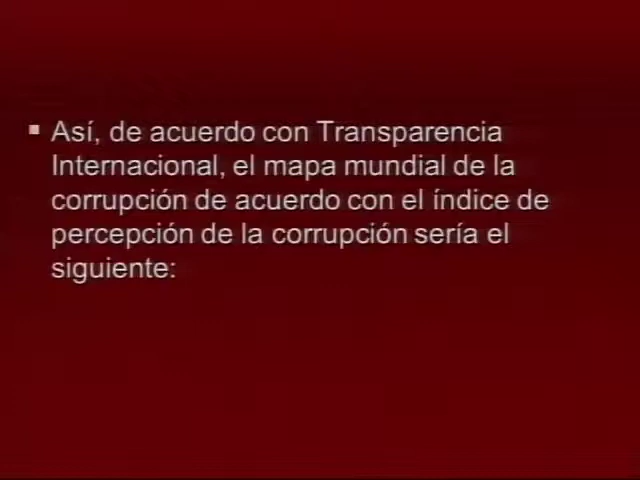 Así, de acuerdo con Transparencia
Internacional, el mapa mundial de la
corrupción de acuerdo con el índice de
percepción de la corrupción sería el
siguiente: